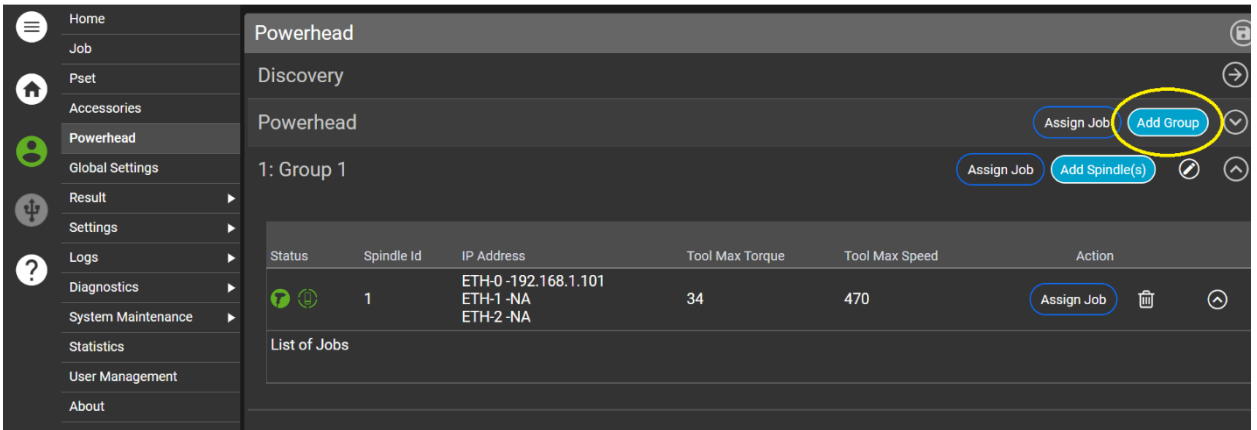 Home
Job
Pset
Accessories
Powerhead
Global Settings
Result
Settings
Logs
Diagnostics
System Maintenance
Statistics
User Management
About
Powerhead
Discovery
Powerhead
Assign Job
Add Group
1: Group 1
Assign Job
Add Spindle(s)
Status Spindle Id IP Address Tool Max Torque Tool Max Speed Action
ETH-0 -192.168.1.101
1 ETH-1 -NA 34 470 Assign Job
ETH-2 -NA
List of Jobs
?